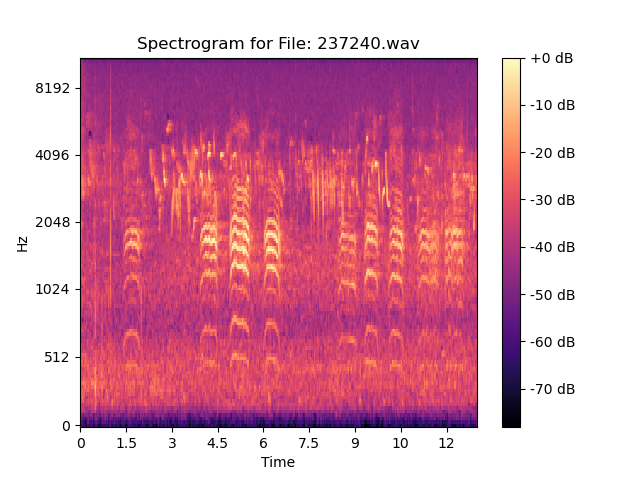 Spectrogram for File: 237240.wav
8192
4096
2048
1024
512
0
Hz
0 1.5 3 4.5 6 7.5 9 10 12
Time
+0 dB
-10 dB
-20 dB
-30 dB
-40 dB
-50 dB
-60 dB
-70 dB